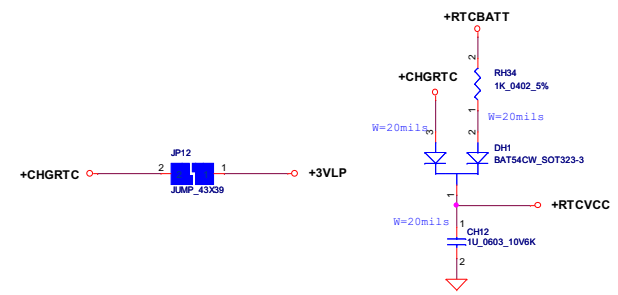 +RTCBATT
2
RH34
1K_0402_5%
+CHGRTC
1
W=20mils
W=20mils
3
2
DH1
BAT54CW_SOT323-3
JP12
+CHGRTC
2
1
+3VLP
JUMP_43X39
1
+RTCVCC
W=20mils
1
CH12
1U_0603_10V6K
2